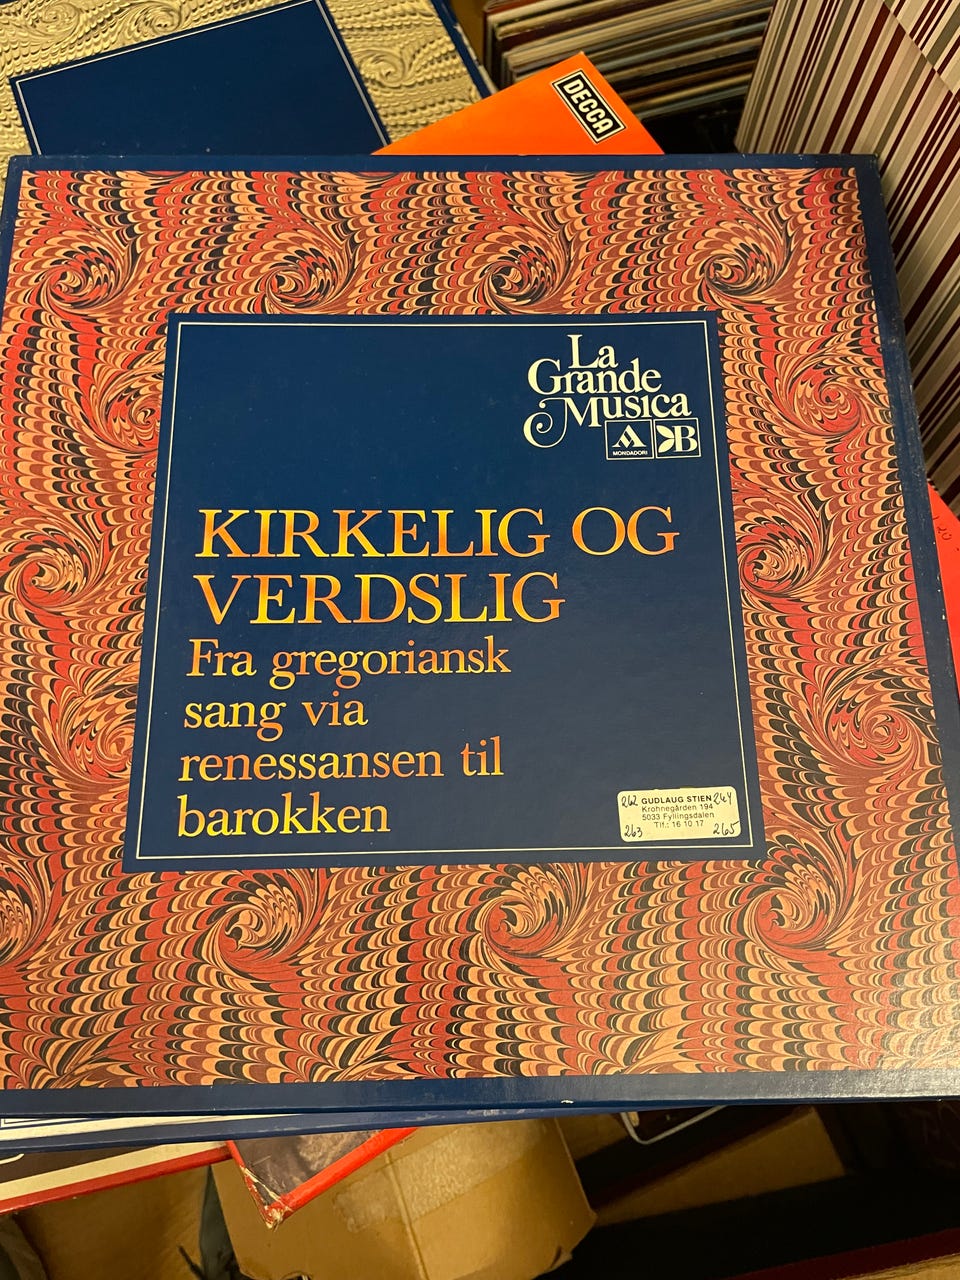 DECCA
La
Grande
Musica
MONDADORI
B
KIRKELIG OG
VERDSLIG
Fra gregoriansk
sang via
renessansen til
barokken
262 GUDLAUG STIEN 264
Krohnegården 194
5033 Fyllingsdalen
263 Tlf.: 16 10 17 265
20